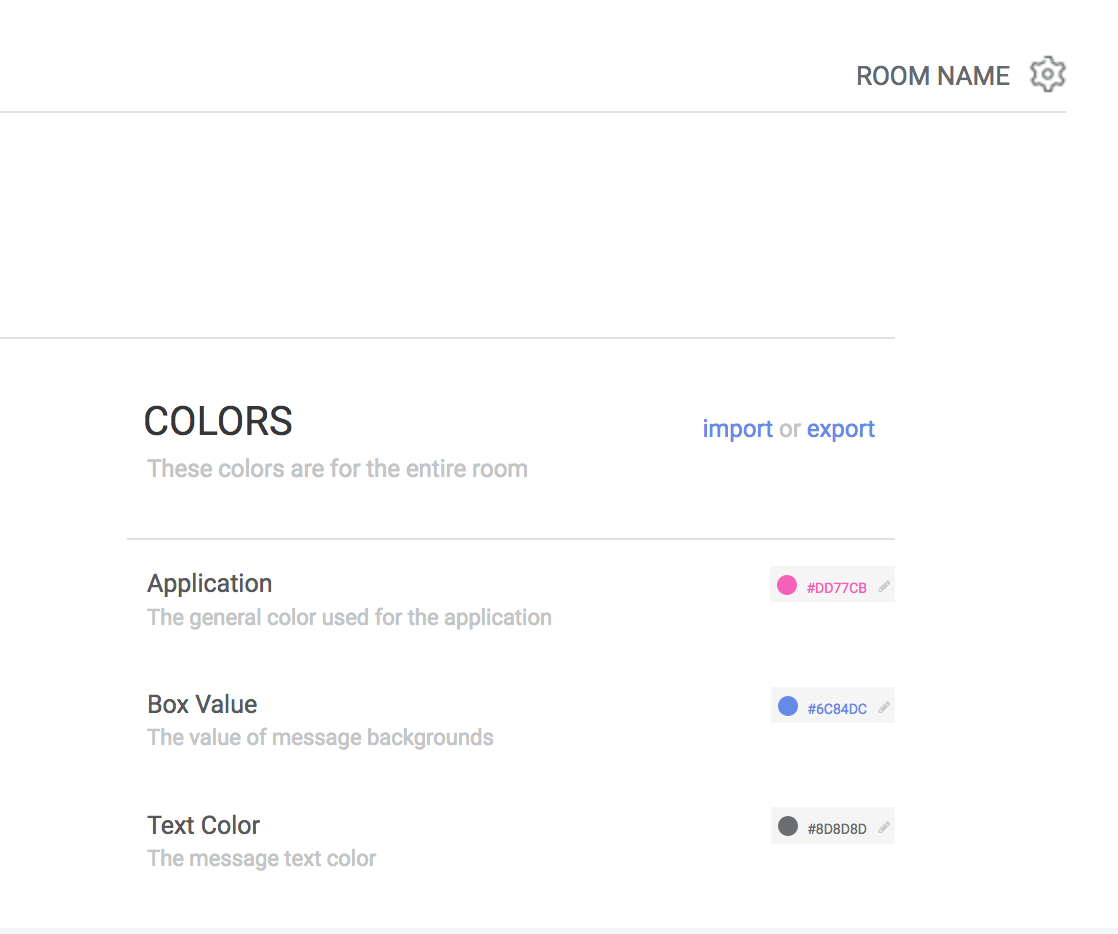 ROOM NAME
COLORS
import or export
These colors are for the entire room
Application
#DD77CB
The general color used for the application
Box Value
#6C84DC
The value of message backgrounds
Text Color
#8D8D8D
The message text color